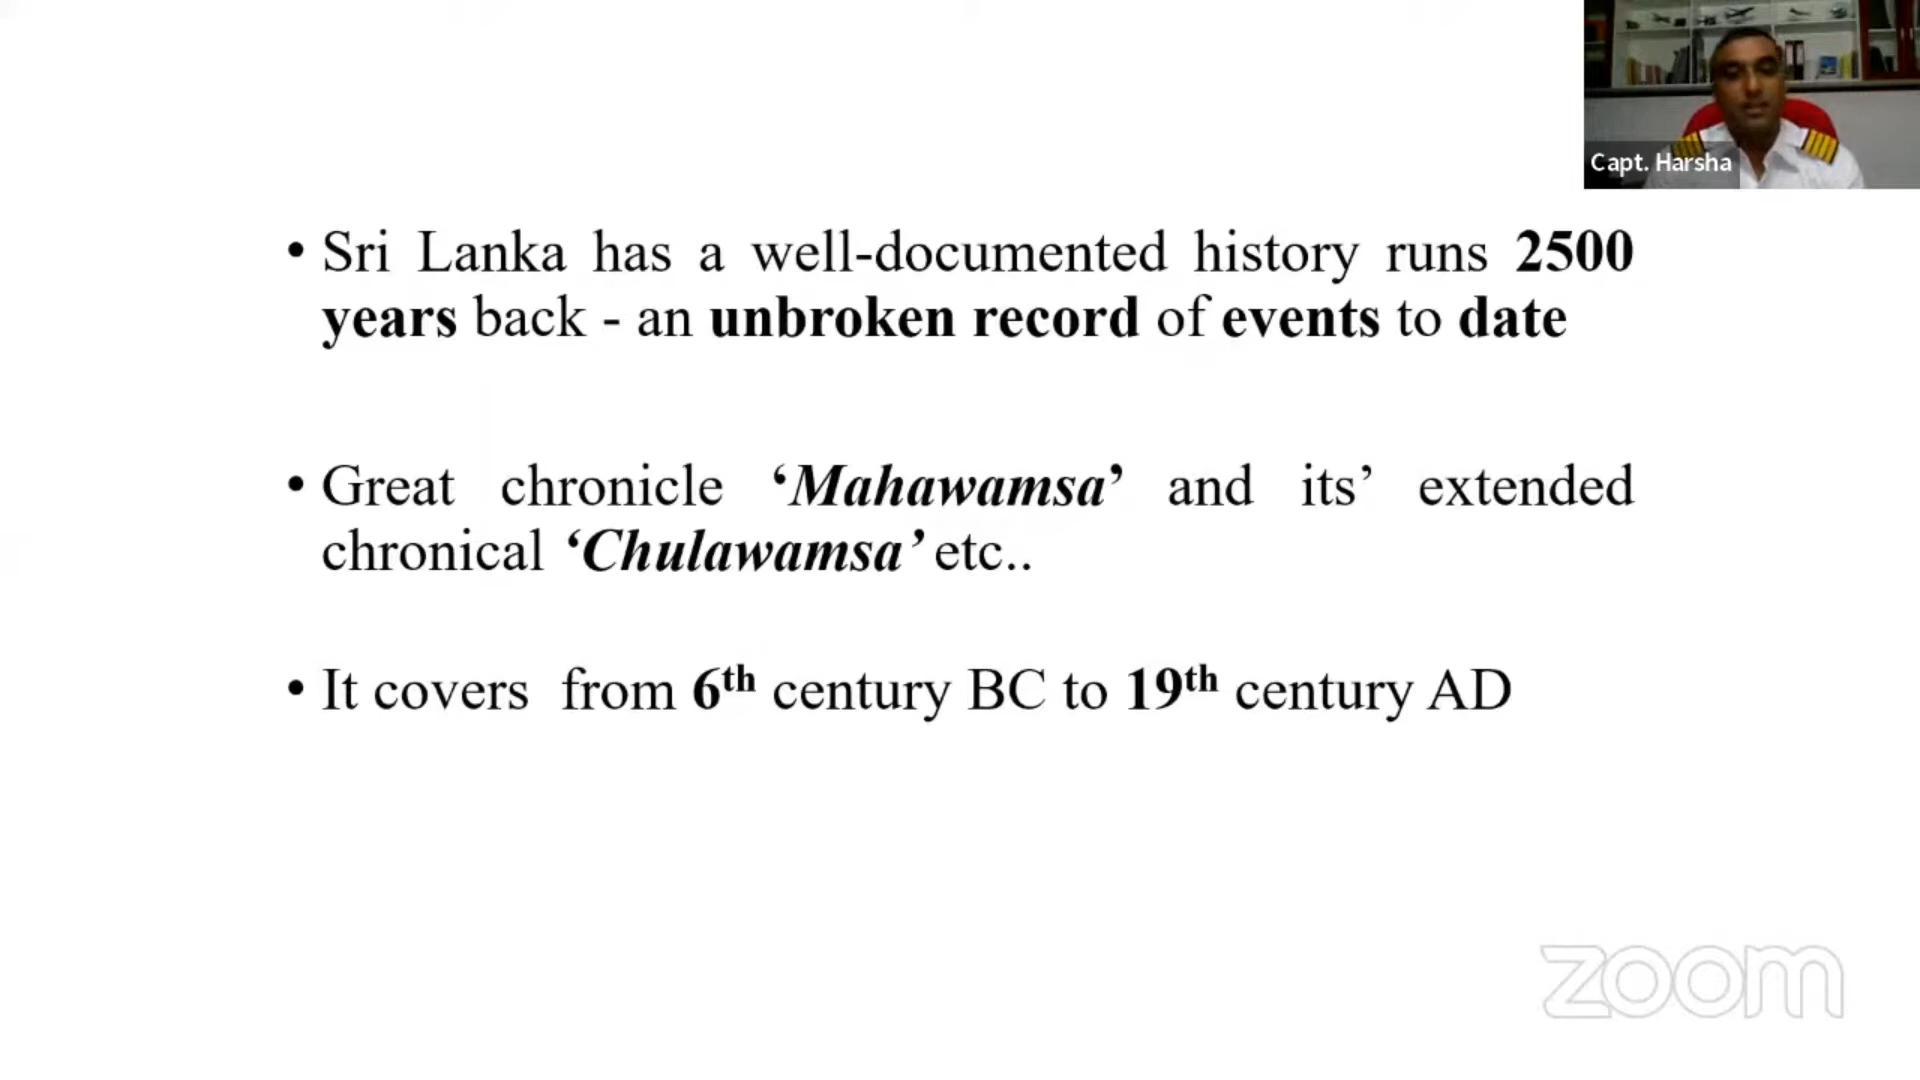 Capt. Harsha
• Sri Lanka has a well-documented history runs 2500
years back - an unbroken record of events to date
• Great chronicle ‘Mahawamsa’ and its’ extended
chronical ‘Chulawamsa’ etc..
• It covers from 6th century BC to 19th century AD
zoom